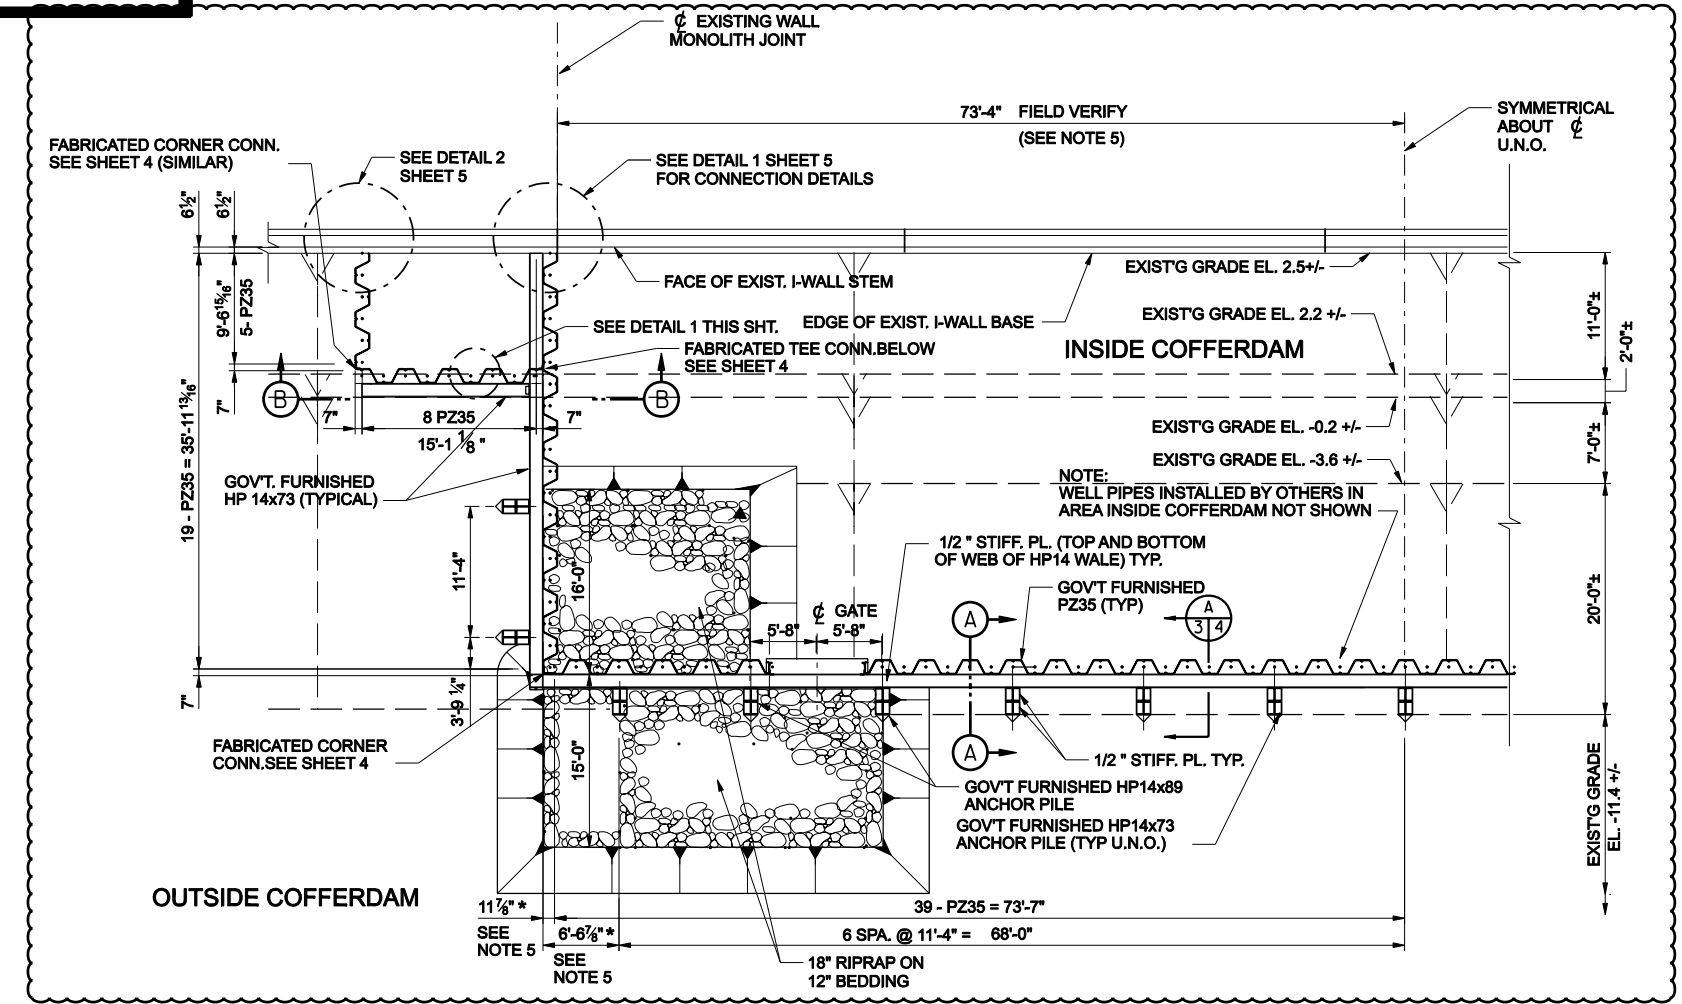 ℄ EXISTING WALL
MONOLITH JOINT
73'-4" FIELD VERIFY
(SEE NOTE 5)
SYMMETRICAL
ABOUT ℄
U.N.O.
FABRICATED CORNER CONN.
SEE SHEET 4 (SIMILAR)
SEE DETAIL 2
SHEET 5
SEE DETAIL 1 SHEET 5
FOR CONNECTION DETAILS
6½"
6½"
FACE OF EXIST. I-WALL STEM
EXIST'G GRADE EL. 2.5+/-
9'-6 15/16"
5- PZ35
SEE DETAIL 1 THIS SHT.
EDGE OF EXIST. I-WALL BASE
EXIST'G GRADE EL. 2.2 +/-
11'-0"±
2'-0"±
FABRICATED TEE CONN.BELOW
SEE SHEET 4
INSIDE COFFERDAM
B
B
7"
7"
8 PZ35
7"
15'-1 1/8 "
19 - PZ35 = 35'-11 13/16"
EXIST'G GRADE EL. -0.2 +/-
7'-0"±
EXIST'G GRADE EL. -3.6 +/-
GOV'T. FURNISHED
HP 14x73 (TYPICAL)
NOTE:
WELL PIPES INSTALLED BY OTHERS IN
AREA INSIDE COFFERDAM NOT SHOWN
1/2 " STIFF. PL. (TOP AND BOTTOM
OF WEB OF HP14 WALE) TYP.
11'-4"
16'-0"
GOV'T FURNISHED
PZ35 (TYP)
20'-0"±
℄ GATE
5'-8"
5'-8"
A
A
3 4
7"
3'-9 ¼"
FABRICATED CORNER
CONN.SEE SHEET 4
15'-0"
A
1/2 " STIFF. PL. TYP.
GOV'T FURNISHED HP14x89
ANCHOR PILE
GOV'T FURNISHED HP14x73
ANCHOR PILE (TYP U.N.O.)
EXIST'G GRADE
EL. -11.4 +/-
OUTSIDE COFFERDAM
11⅞" *
39 - PZ35 = 73'-7"
SEE
NOTE 5
6'-6⅞"*
6 SPA. @ 11'-4" = 68'-0"
SEE
NOTE 5
18" RIPRAP ON
12" BEDDING